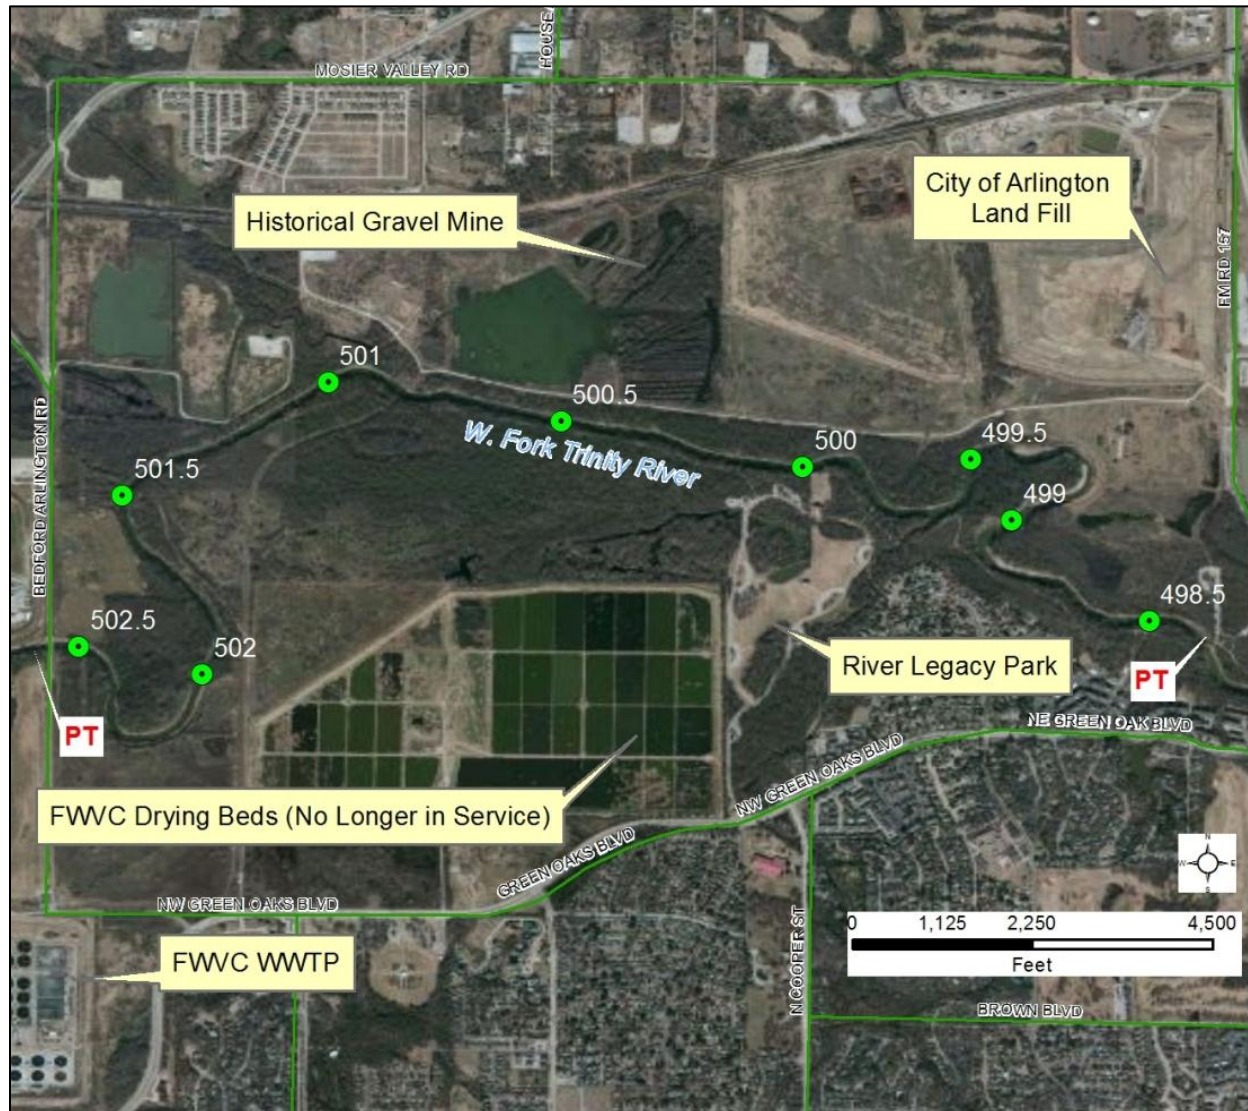 HOUSE
MOSIER VALLEY RD
City of Arlington
Land Fill
Historical Gravel Mine
FM RD 157
501
500.5
W. Fork Trinity River
500
499.5
501.5
499
BEDFORD ARLINGTON RD
498.5
502.5
502
River Legacy Park
PT
PT
NE GREEN OAK BLVD
NW GREEN OAKS BLVD
FWVC Drying Beds (No Longer in Service)
GREEN OAKS BLVD
N
W E
S
NW GREEN OAKS BLVD
0 1,125 2,250 4,500
Feet
FWVC WWTP
N COOPER ST
BROWN BLVD